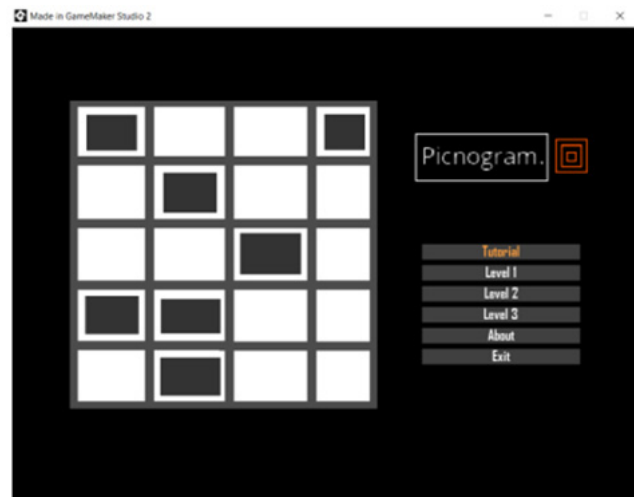 Made in GameMaker Studio 2
Picnogram.
Tutorial
Level 1
Level 2
Level 3
About
Exit